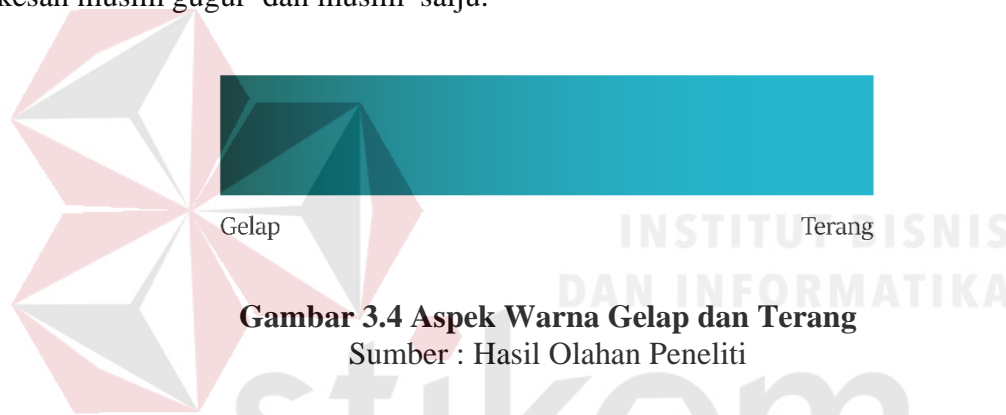 kesan musim gugur dan musim salju.
Gelap Terang
INSTITUT BISNIS
DAN INFORMATIKA
Gambar 3.4 Aspek Warna Gelap dan Terang
Sumber : Hasil Olahan Peneliti
stikom